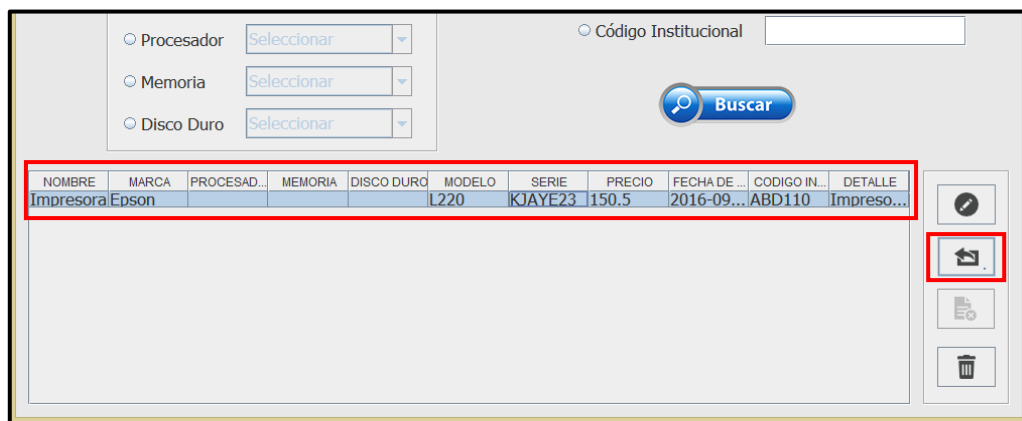 Procesador Seleccionar Código Institucional
Memoria Seleccionar
Buscar
Disco Duro Seleccionar
NOMBRE MARCA PROCESAD... MEMORIA DISCO DURO MODELO SERIE PRECIO FECHA DE ... CODIGO IN... DETALLE
Impresora Epson L220 KJAYE23 150.5 2016-09... ABD110 Impreso...